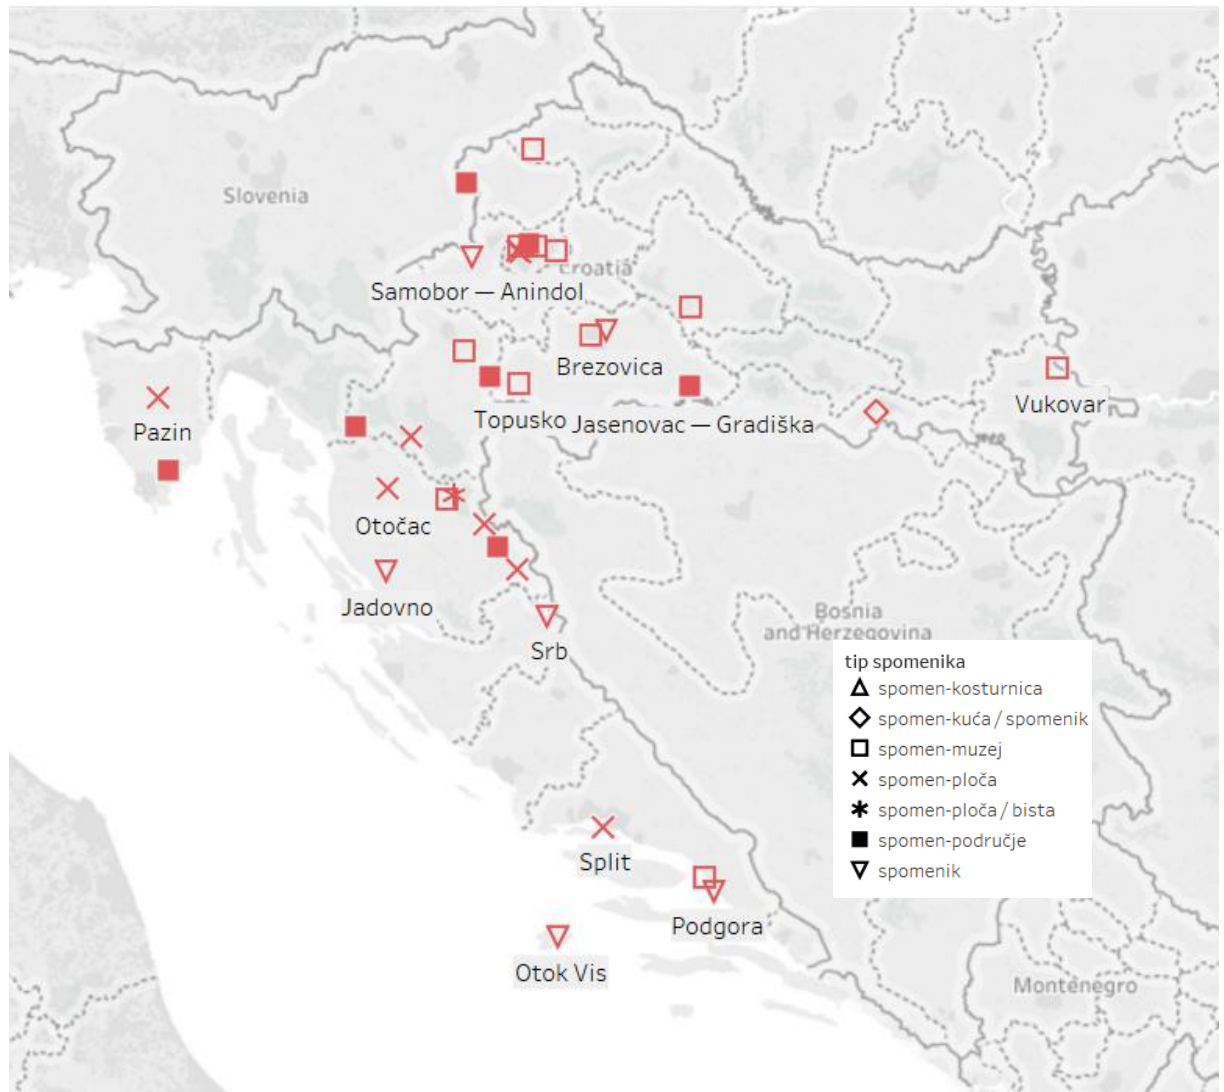 Slovenia
Croatia
Samobor — Anindol
Brezovica
Vukovar
Topusko
Jasenovac — Gradiška
Pazin
Otočac
Jadovno
Bosnia
and Herzegovina
Srb
tip spomenika
spomen-kosturnica
spomen-kuća / spomenik
spomen-muzej
spomen-ploča
spomen-ploča / bista
spomen-područje
spomenik
Split
Podgora
Otok Vis
Montenegro